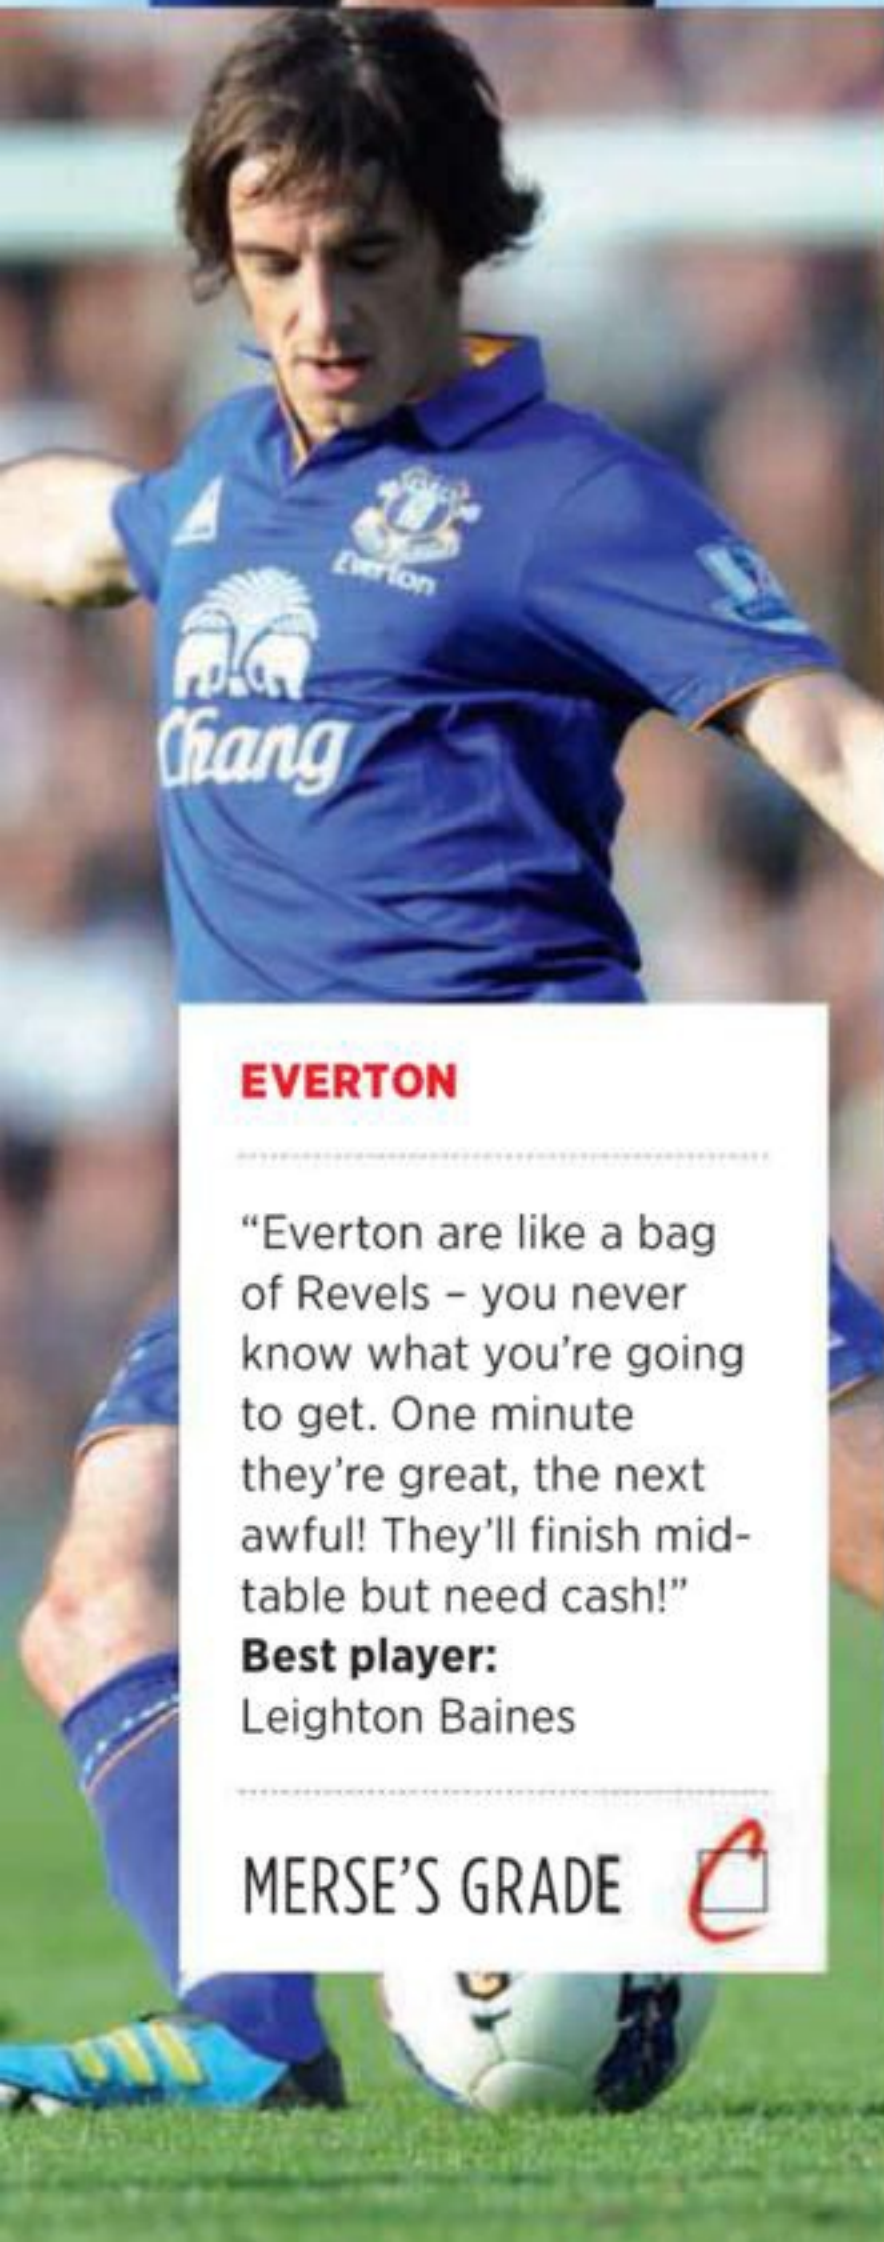 Everton
Chang
EVERTON
“Everton are like a bag
of Revels – you never
know what you’re going
to get. One minute
they’re great, the next
awful! They’ll finish mid-
table but need cash!”
Best player:
Leighton Baines
MERSE’S GRADE C